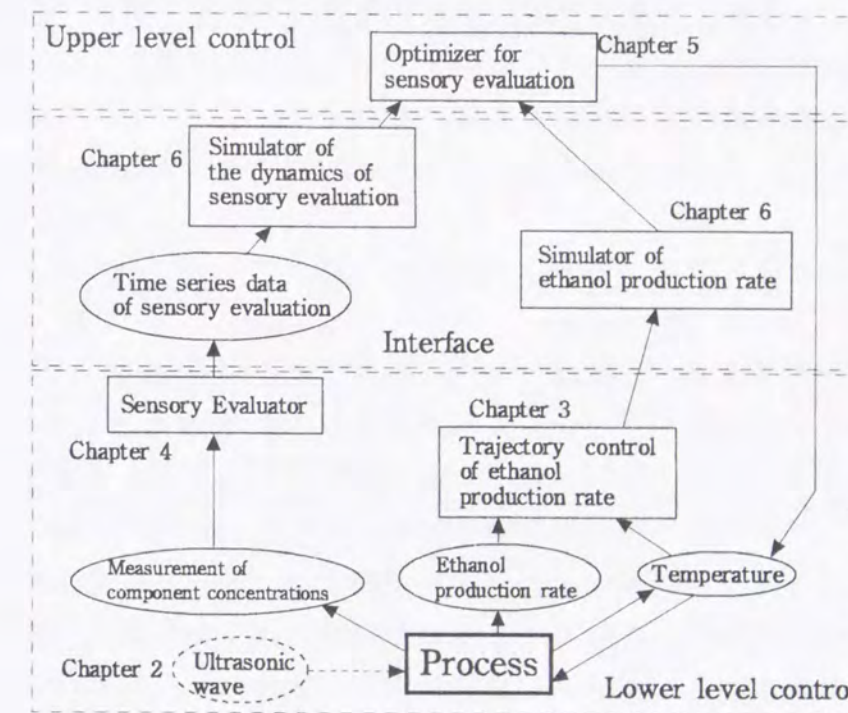 Upper level control
Optimizer for
sensory evaluation
Chapter 5
Chapter 6
Simulator of
the dynamics of
sensory evaluation
Chapter 6
Simulator of
ethanol production rate
Time series data
of sensory evaluation
Interface
Sensory Evaluator
Chapter 4
Chapter 3
Trajectory control
of ethanol
production rate
Measurement of
component concentrations
Ethanol
production rate
Temperature
Chapter 2
Ultrasonic
wave
Process
Lower level contro